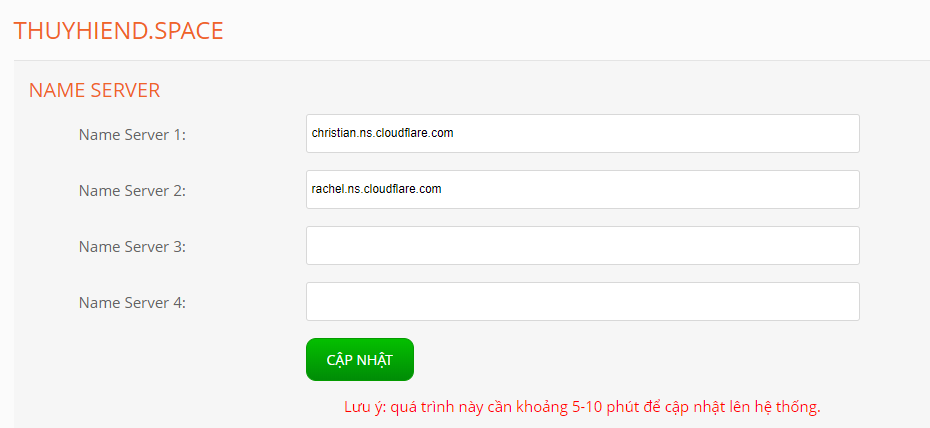 THUYHIEND.SPACE
NAME SERVER
Name Server 1: christian.ns.cloudflare.com
Name Server 2: rachel.ns.cloudflare.com
Name Server 3:
Name Server 4:
CẬP NHẬT
Lưu ý: quá trình này cần khoảng 5-10 phút để cập nhật lên hệ thống.